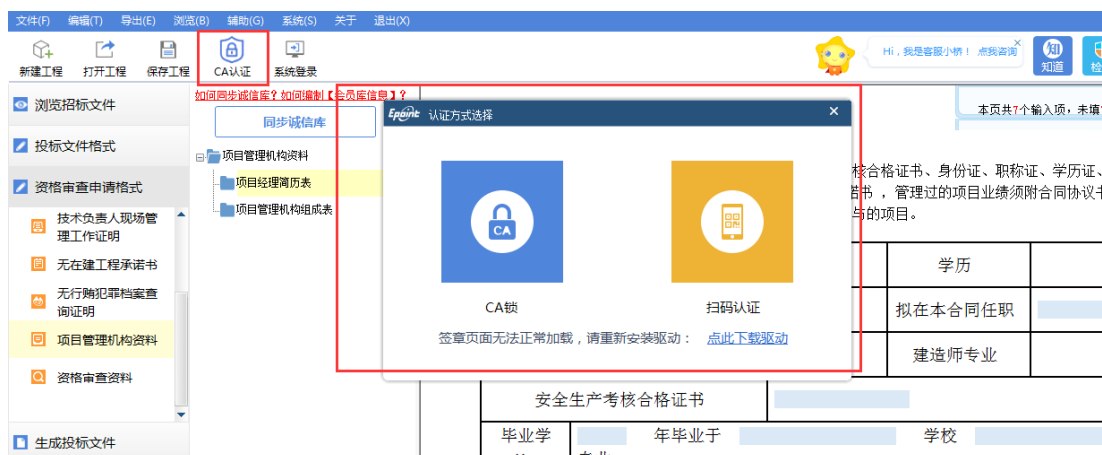 文件(F) 编辑(T) 导出(E) 浏览(B) 辅助(G) 系统(S) 关于 退出(X)
新建工程 打开工程 保存工程 CA认证 系统登录
Hi，我是客服小桥！ 点我咨询
知
知道
如何同步诚信库？如何编制【会员库信息】？
同步诚信库
浏览招标文件
投标文件格式
资格审查申请格式
技术负责人现场管
理工作证明
无在建工程承诺书
无行贿犯罪档案查
询证明
项目管理机构资料
资格审查资料
生成投标文件
项目管理机构资料
项目经理简历表
项目管理机构组成表
Epoint 认证方式选择
CA
CA锁
扫码认证
签章页面无法正常加载，请重新安装驱动： 点此下载驱动
本页共7个输入项，未填
核合格证书、身份证、职称证、学历证、
诺书 ，管理过的项目业绩须附合同协议书
与的项目。
学历
拟在本合同任职
建造师专业
安全生产考核合格证书
毕业学 年毕业于 学校